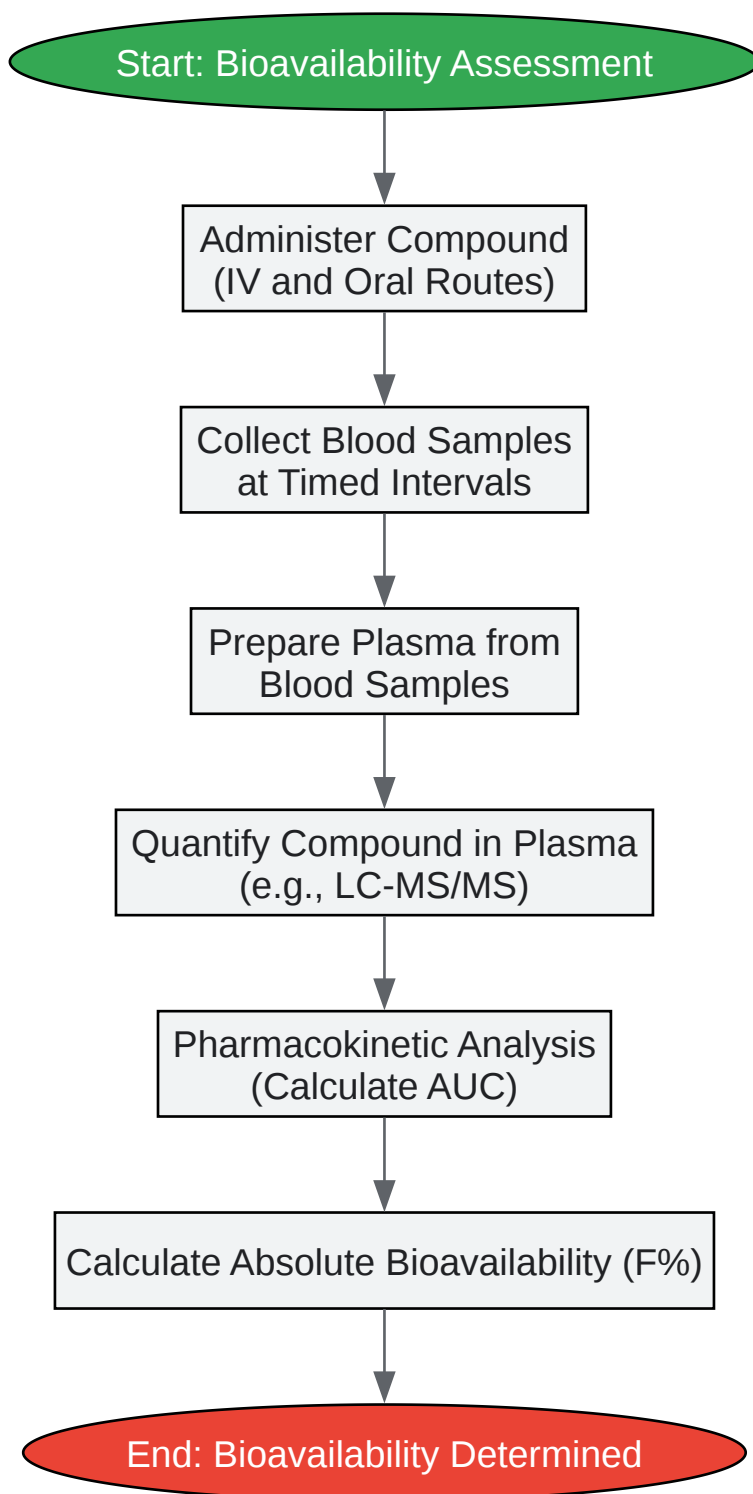 Start: Bioavailability Assessment
Administer Compound
(IV and Oral Routes)
Collect Blood Samples
at Timed Intervals
Prepare Plasma from
Blood Samples
Quantify Compound in Plasma
(e.g., LC-MS/MS)
Pharmacokinetic Analysis
(Calculate AUC)
Calculate Absolute Bioavailability (F%)
End: Bioavailability Determined